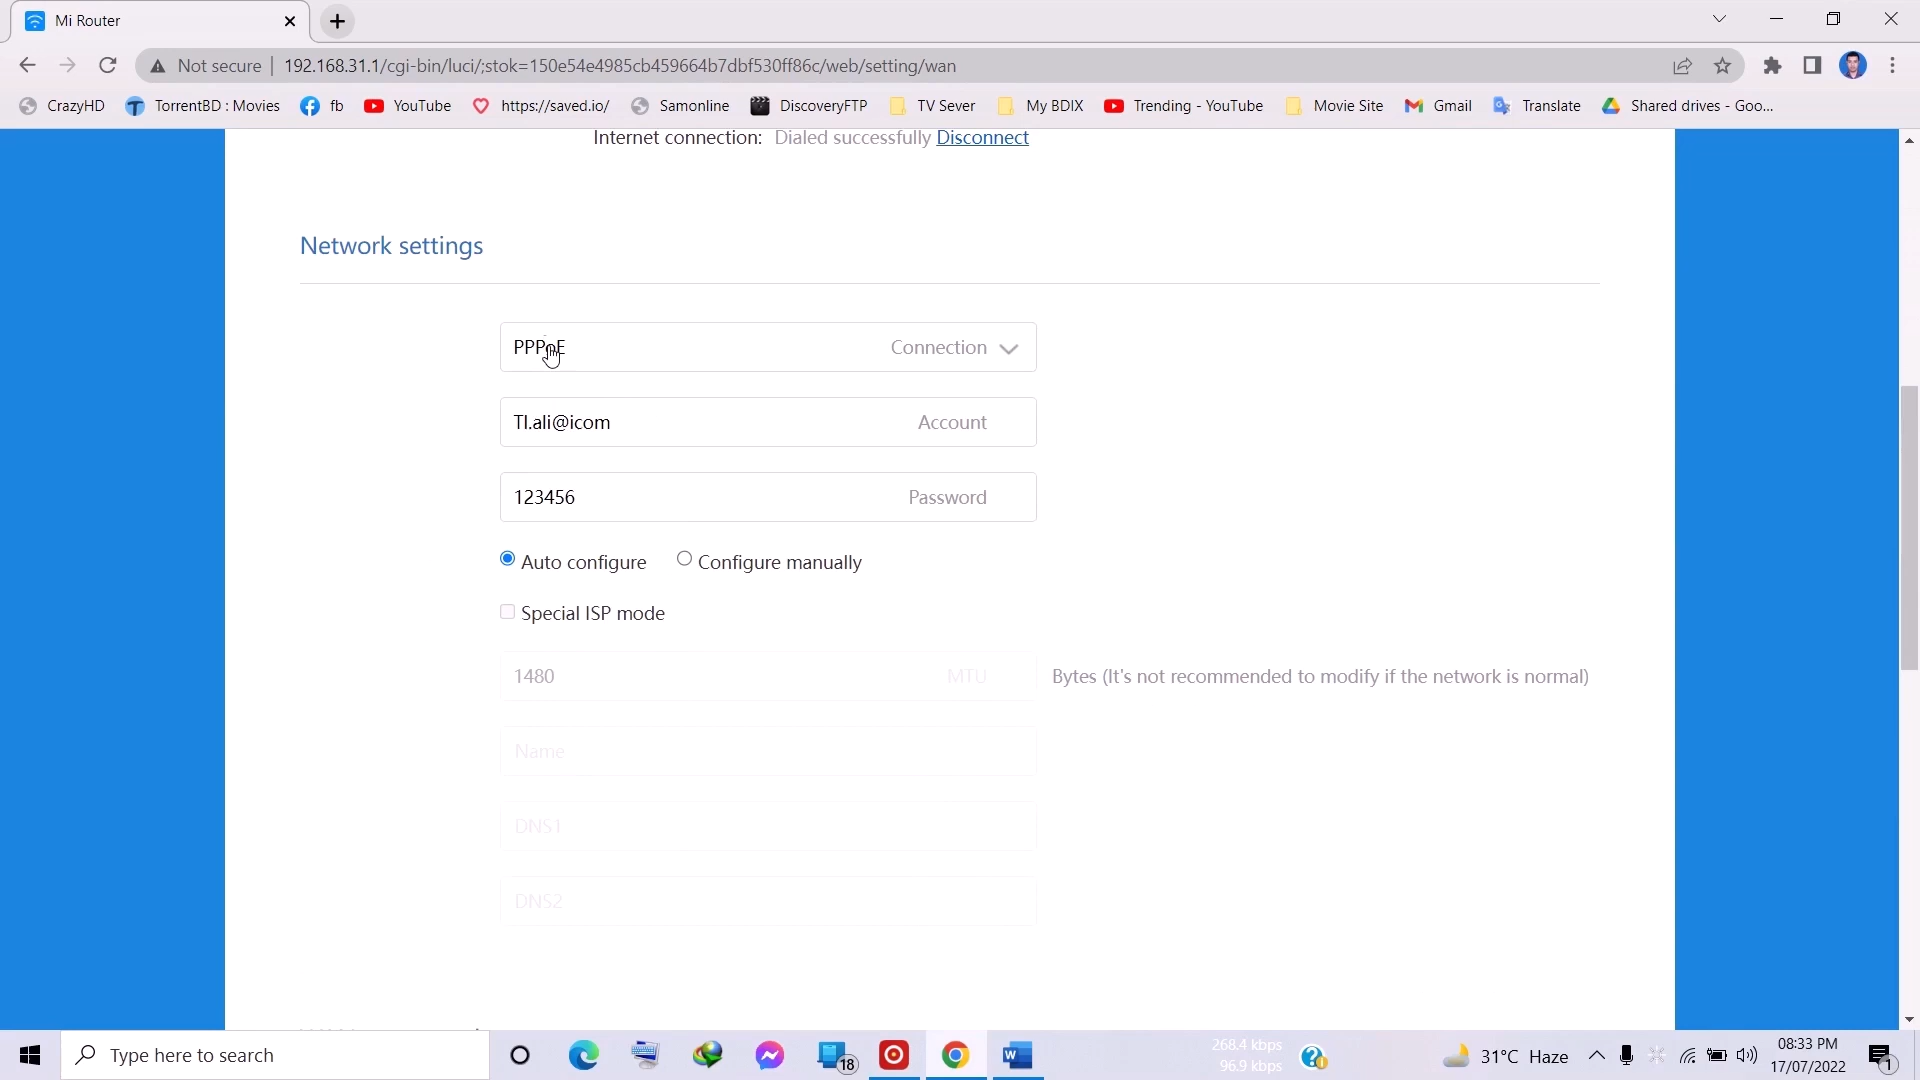 Mi Router
Not secure | 192.168.31.1/cgi-bin/luci/;stok=150e54e4985cb459664b7dbf530ff86c/web/setting/wan
CrazyHD TorrentBD : Movies fb YouTube https://saved.io/ Samonline DiscoveryFTP TV Sever My BDIX Trending - YouTube Movie Site Gmail Translate Shared drives - Goo...
Internet connection: Dialed successfully Disconnect
Network settings
PPPoE Connection
Tl.ali@icom Account
123456 Password
Auto configure Configure manually
Special ISP mode
1480 MTU Bytes (It's not recommended to modify if the network is normal)
Name
DNS1
DNS2
Type here to search
18
268.4 kbps
96.9 kbps
31°C Haze
08:33 PM
17/07/2022
1